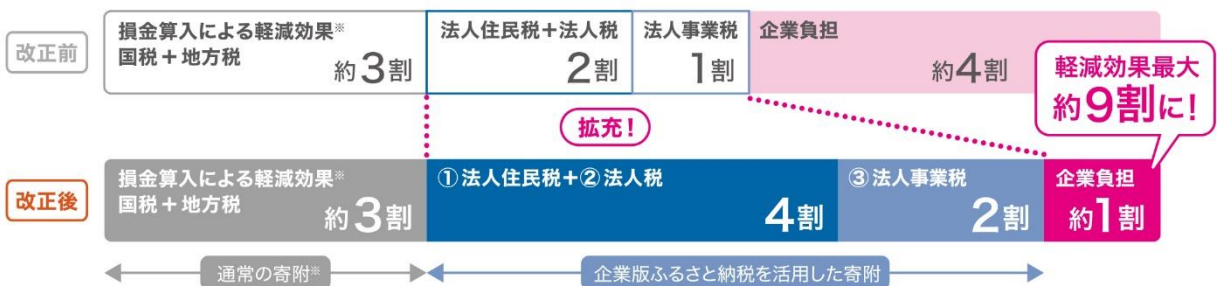 改正前
損金算入による軽減効果※
国税+地方税
約3割
法人住民税+法人税
2割
法人事業税
1割
企業負担
約4割
軽減効果最大
約9割に!
拡充!
改正後
損金算入による軽減効果※
国税+地方税
約3割
①法人住民税+②法人税
4割
③法人事業税
2割
企業負担
約1割
通常の寄附※
企業版ふるさと納税を活用した寄附